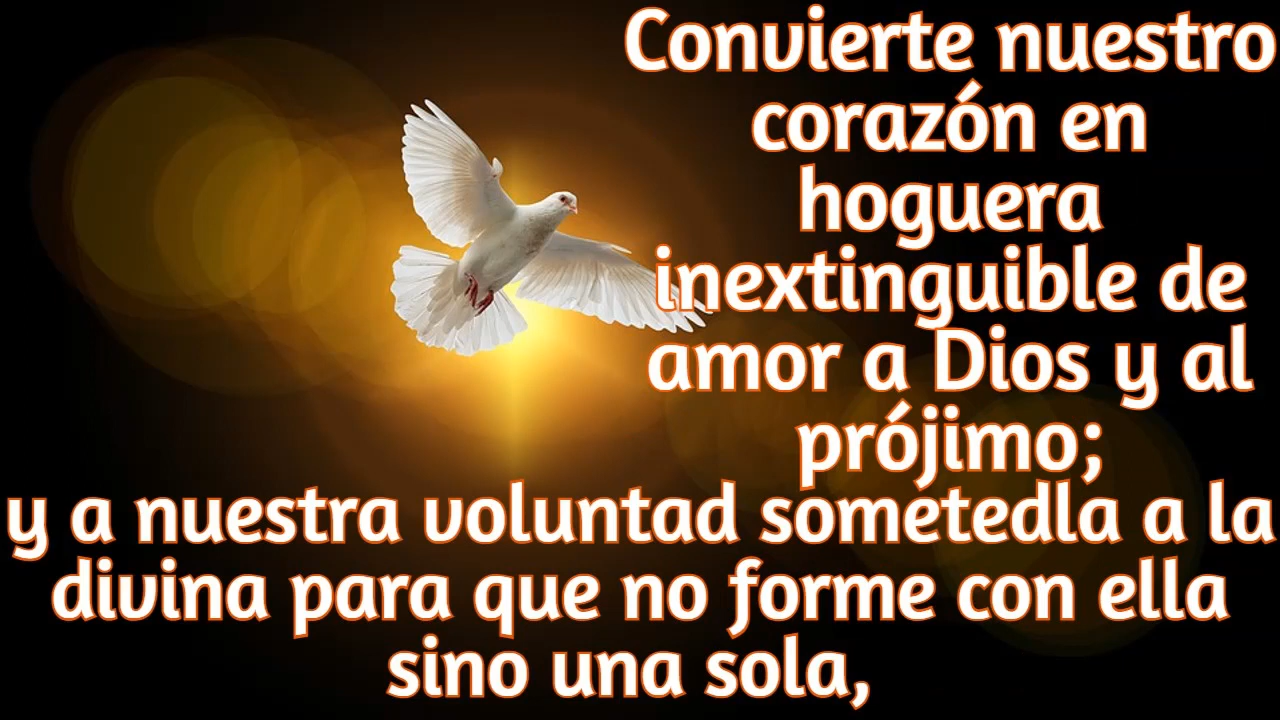 Convierte nuestro
corazón en
hoguera
inextinguible de
amor a Dios y al
prójimo;
y a nuestra voluntad sometedla a la
divina para que no forme con ella
sino una sola,